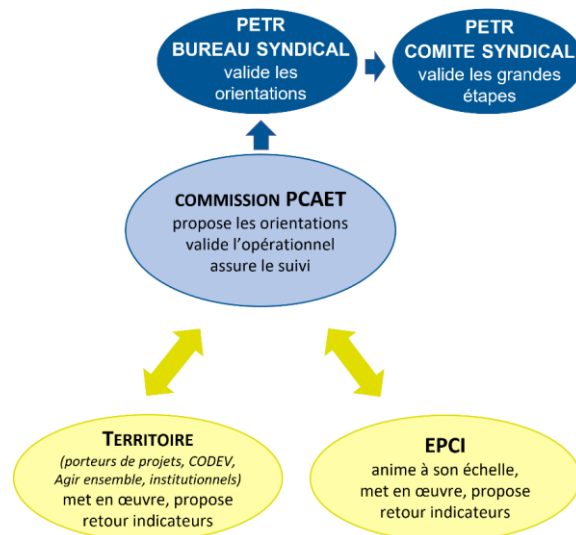 PETR
BUREAU SYNDICAL
valide les
orientations
PETR
COMITE SYNDICAL
valide les grandes
étapes
COMMISSION PCAET
propose les orientations
valide l'opérationnel
assure le suivi
TERRITOIRE
(porteurs de projets, CODEV,
Agir ensemble, institutionnels)
met en œuvre, propose
retour indicateurs
EPCI
anime à son échelle,
met en œuvre, propose
retour indicateurs